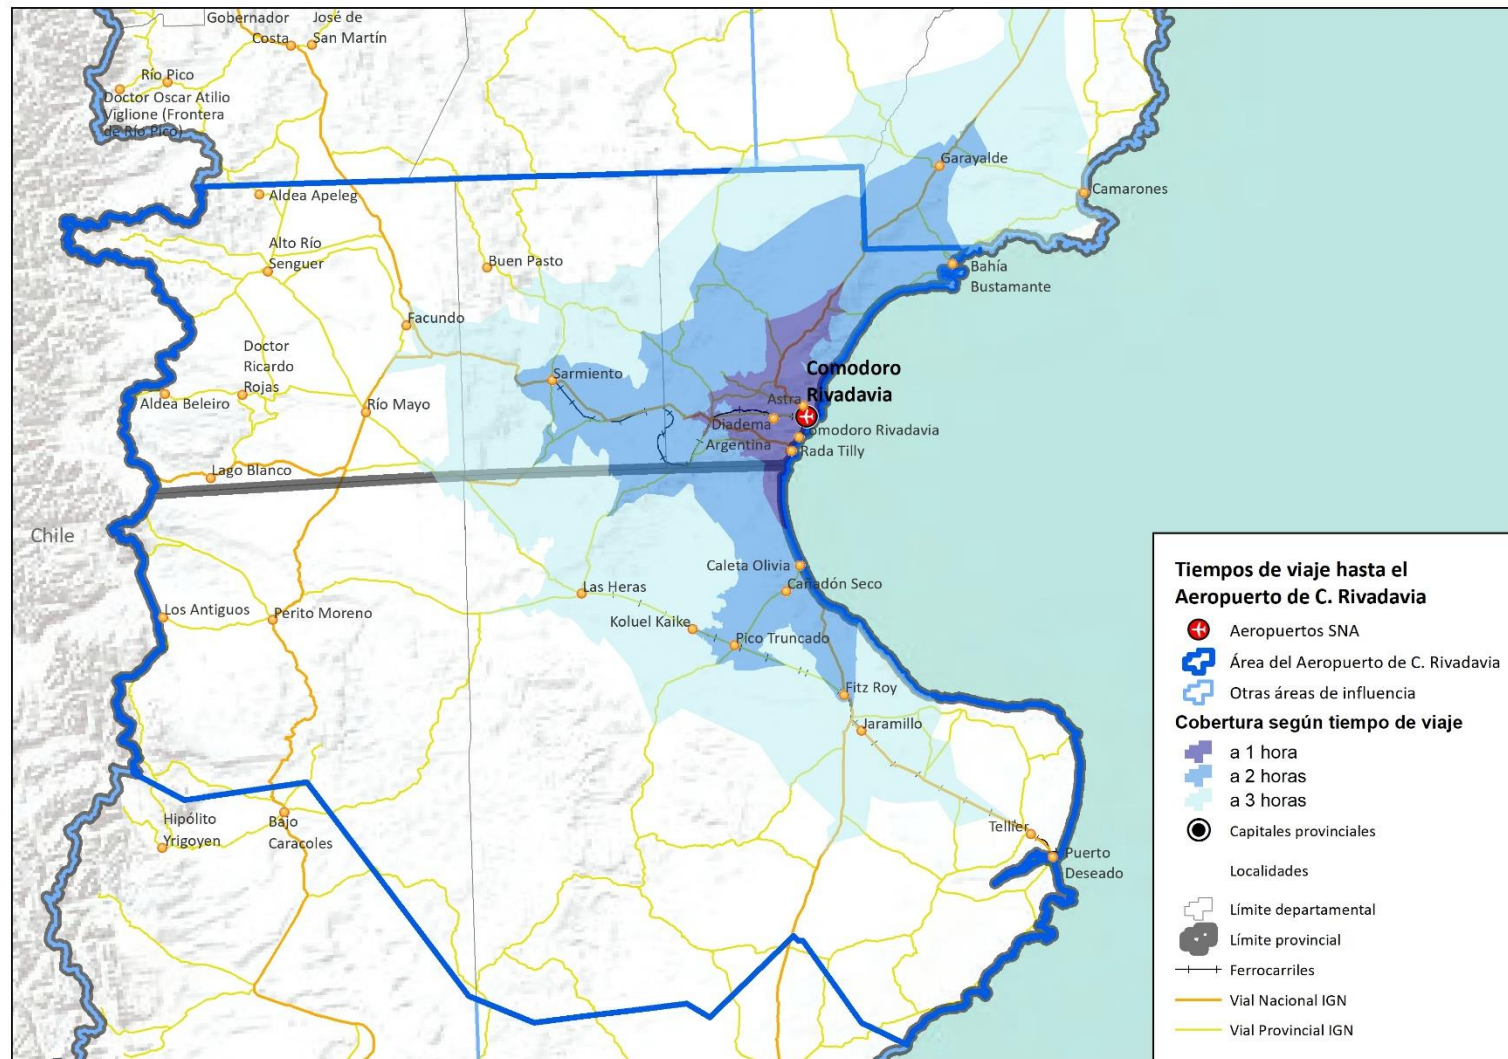 Gobernador
Costa
José de
San Martín
Río Pico
Doctor Oscar Atilio
Viglione (Frontera
de Río Pico)
Garayalde
Camarones
Aldea Apeleg
Alto Río
Senguer
Buen Pasto
Bahía
Bustamante
Facundo
Doctor
Ricardo
Rojas
Sarmiento
Comodoro
Rivadavia
Aldea Beleiro
Río Mayo
Astra
Diadema
Argentina
omodoro Rivadavia
Rada Tilly
Lago Blanco
Chile
Caleta Olivia
Cañadón Seco
Las Heras
Los Antiguos
Perito Moreno
Koluel Kaike
Pico Truncado
Fitz Roy
Jaramillo
Hipólito
Yrigoyen
Bajo
Caracoles
Tellier
Puerto
Deseado
Tiempos de viaje hasta el
Aeropuerto de C. Rivadavia
Aeropuertos SNA
Área del Aeropuerto de C. Rivadavia
Otras áreas de influencia
Cobertura según tiempo de viaje
a 1 hora
a 2 horas
a 3 horas
Capitales provinciales
Localidades
Límite departamental
Límite provincial
Ferrocarriles
Vial Nacional IGN
Vial Provincial IGN